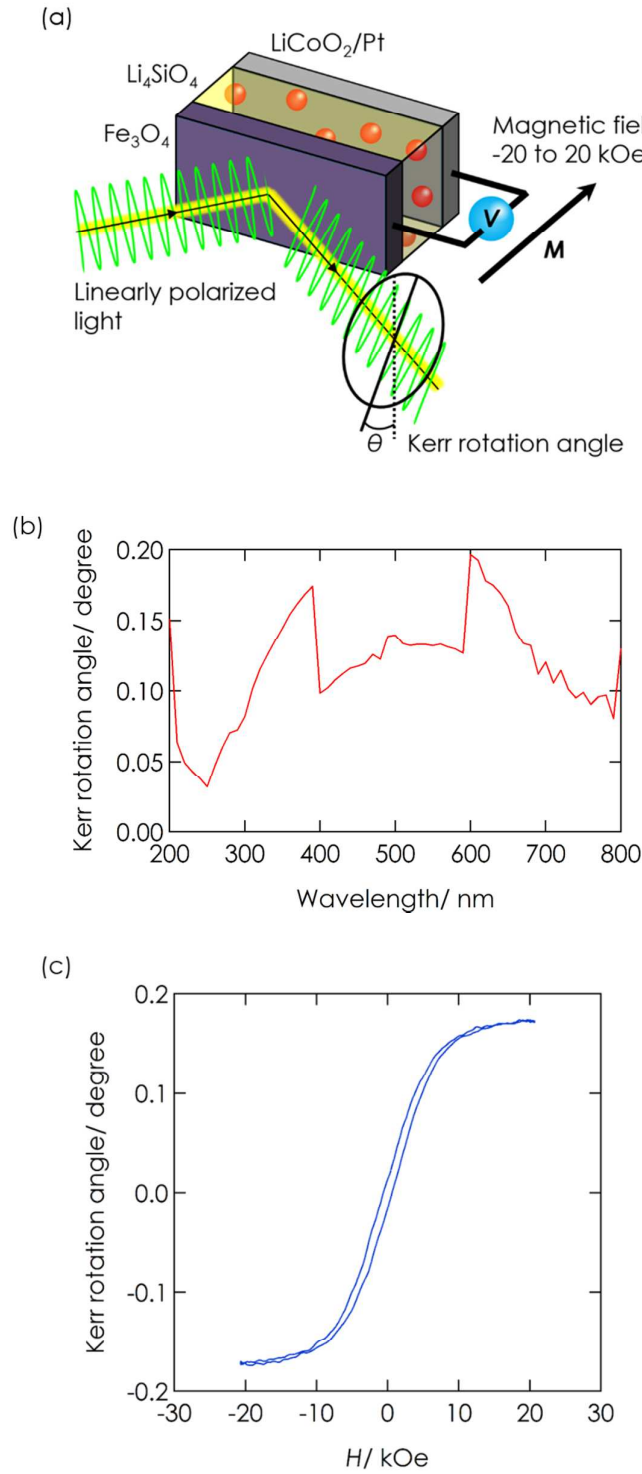 (a)
LiCoO2/Pt
Li4SiO4
Fe3O4
Magnetic fiel
-20 to 20 kOe
V
M
Linearly polarized
light
θ
Kerr rotation angle
(b)
Kerr rotation angle/ degree
0.20
0.15
0.10
0.05
0.00
200
300
400
500
600
700
800
Wavelength/ nm
(c)
Kerr rotation angle/ degree
0.2
0.1
0.0
-0.1
-0.2
-30
-20
-10
0
10
20
30
H/ kOe